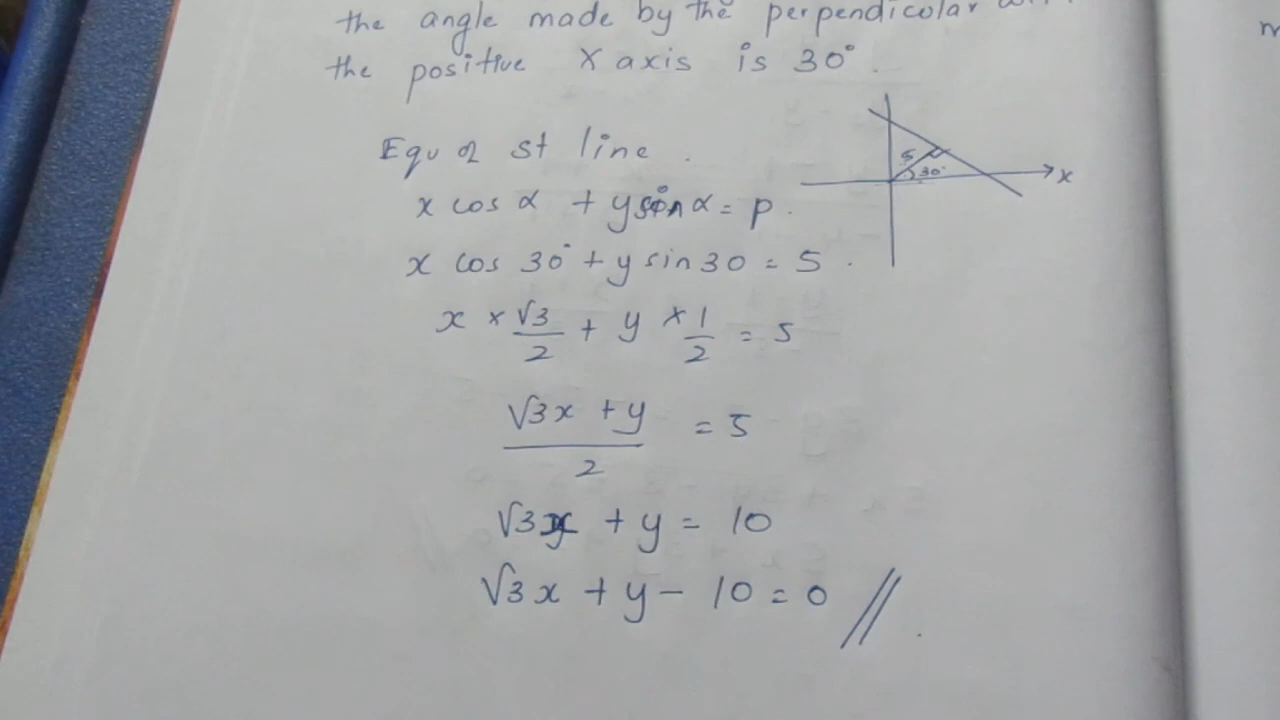 the angle made by the perpendicular
the positive X axis is 30°.
Equ of st line.
x cos α + y sin α = p.
x cos 30° + y sin 30 = 5.
x × √3/2 + y × 1/2 = 5
(√3x + y)/2 = 5
√3x + y = 10
√3x + y - 10 = 0 //
5
30°
x